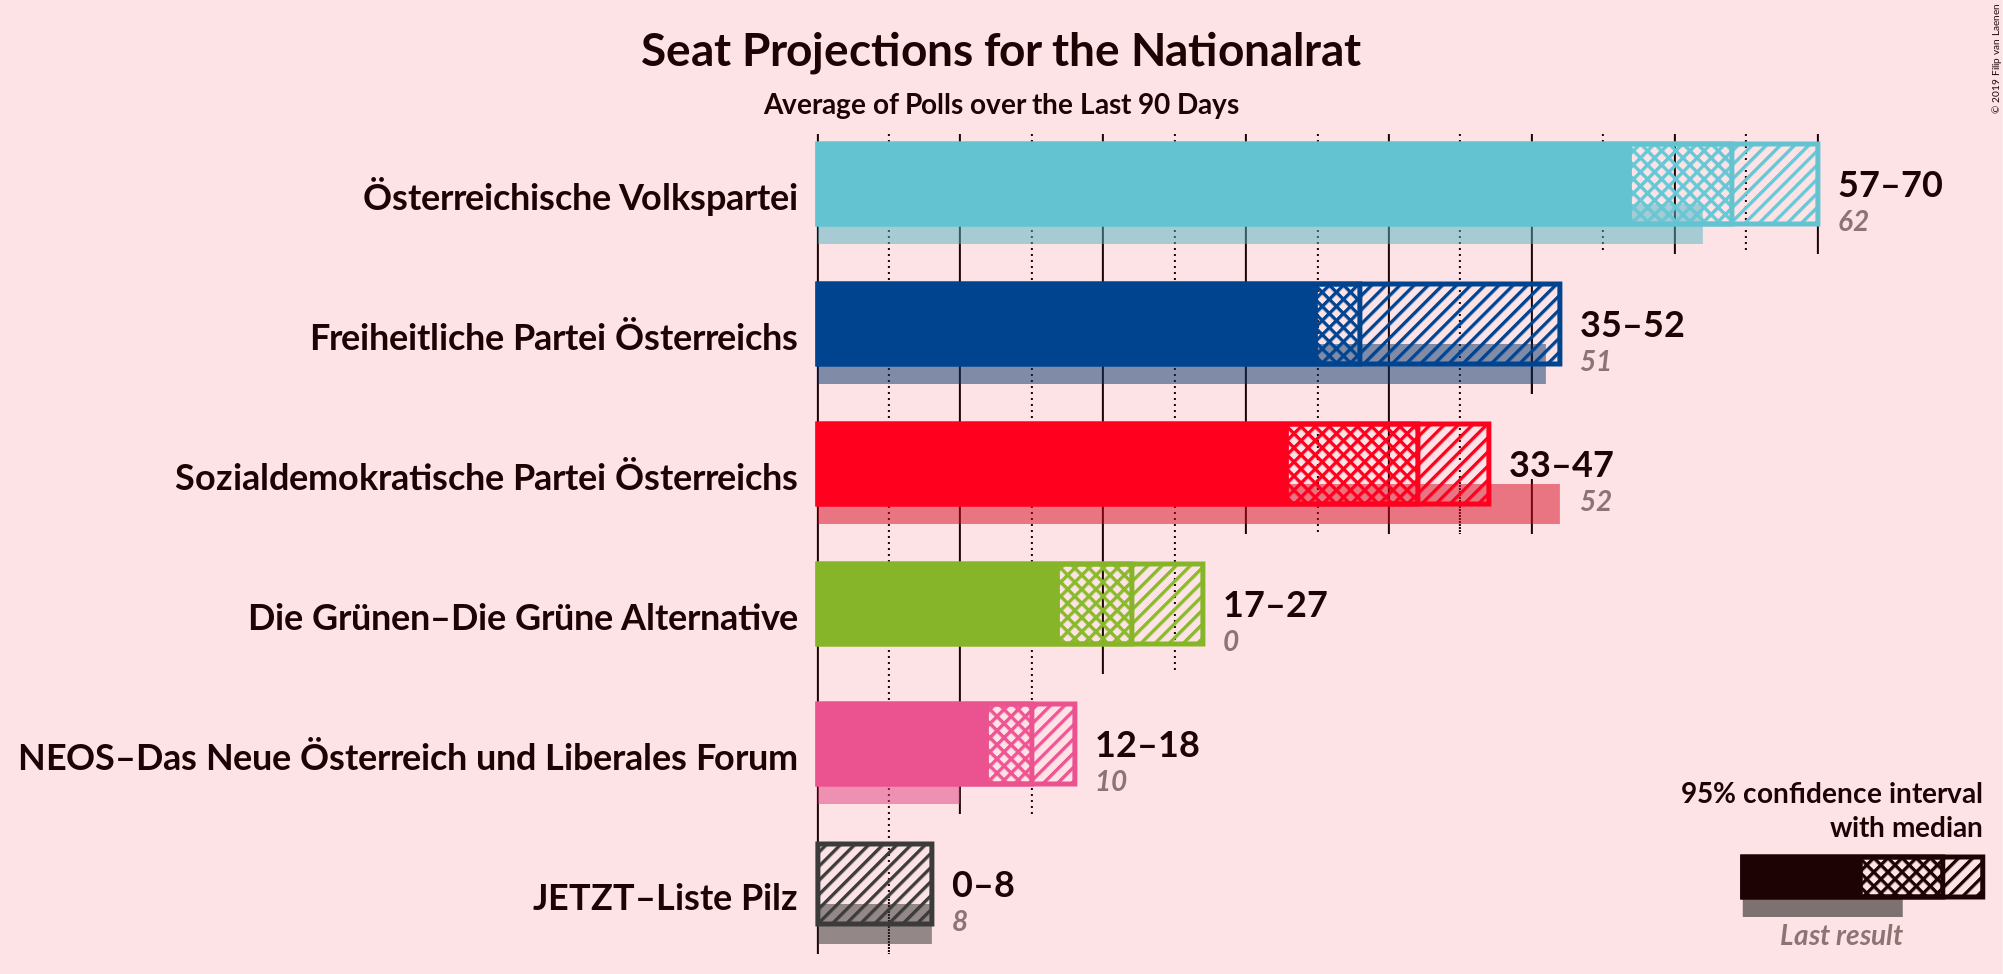 Seat Projections for the Nationalrat
Average of Polls over the Last 90 Days
© 2019 Filip van Laenen
Österreichische Volkspartei
57–70
62
Freiheitliche Partei Österreichs
35–52
51
Sozialdemokratische Partei Österreichs
33–47
52
Die Grünen–Die Grüne Alternative
17–27
0
NEOS–Das Neue Österreich und Liberales Forum
12–18
10
JETZT–Liste Pilz
0–8
8
95% confidence interval
with median
Last result